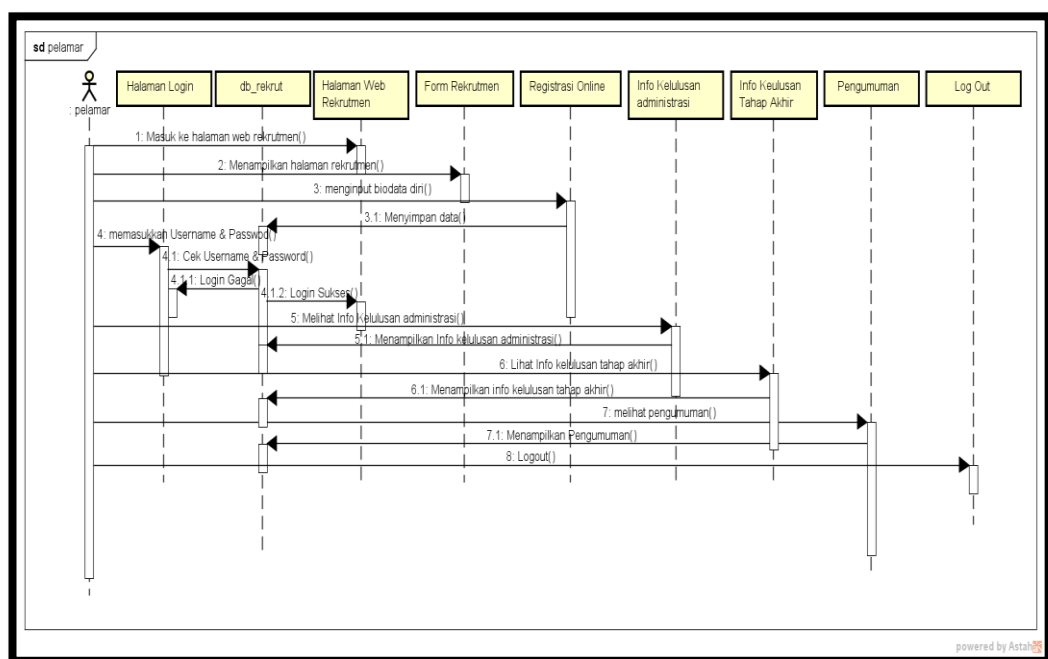 sd pelamar
: pelamar
Halaman Login
db_rekrut
Halaman Web
Rekrutmen
Form Rekrutmen
Registrasi Online
Info Kelulusan
administrasi
Info Keulusan
Tahap Akhir
Pengumuman
Log Out
1: Masuk ke halaman web rekrutmen()
2: Menampilkan halaman rekrutmen()
3: menginput biodata diri()
3.1: Menyimpan data()
4: memasukkan Username & Passwod()
4.1: Cek Username & Password()
4.1.1: Login Gagal()
4.1.2: Login Sukses()
5: Melihat Info Kelulusan administrasi()
5.1: Menampilkan Info kelulusan administrasi()
6: Lihat Info kelulusan tahap akhir()
6.1: Menampilkan info kelulusan tahap akhir()
7: melihat pengumuman()
7.1: Menampilkan Pengumuman()
8: Logout()
powered by Astah